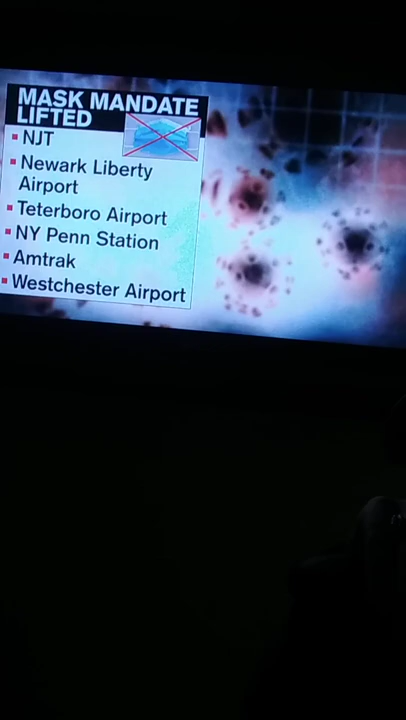 MASK MANDATE
LIFTED
NJT
Newark Liberty
Airport
Teterboro Airport
NY Penn Station
Amtrak
Westchester Airport